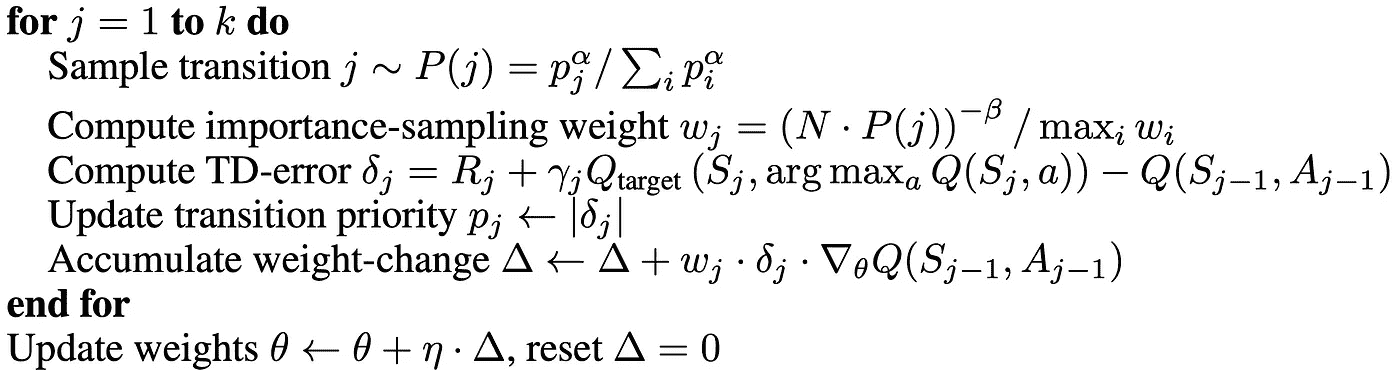 for j = 1 to k do
Sample transition j ∼ P(j) = p_j^α / ∑_i p_i^α
Compute importance-sampling weight w_j = (N · P(j))^{−β} / max_i w_i
Compute TD-error δ_j = R_j + γ_j Q_target (S_j, arg max_a Q(S_j, a)) − Q(S_{j−1}, A_{j−1})
Update transition priority p_j ← |δ_j|
Accumulate weight-change Δ ← Δ + w_j · δ_j · ∇_θ Q(S_{j−1}, A_{j−1})
end for
Update weights θ ← θ + η · Δ, reset Δ = 0